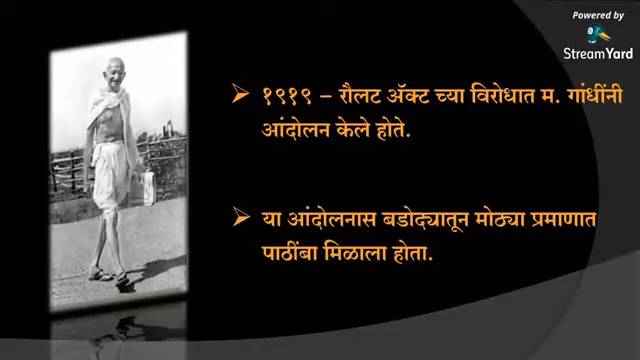 Powered by
StreamYard
१९१९ – रौलट ॲक्ट च्या विरोधात म. गांधींनी
आंदोलन केले होते.
या आंदोलनास बडोद्यातून मोठ्या प्रमाणात
पाठींबा मिळाला होता.